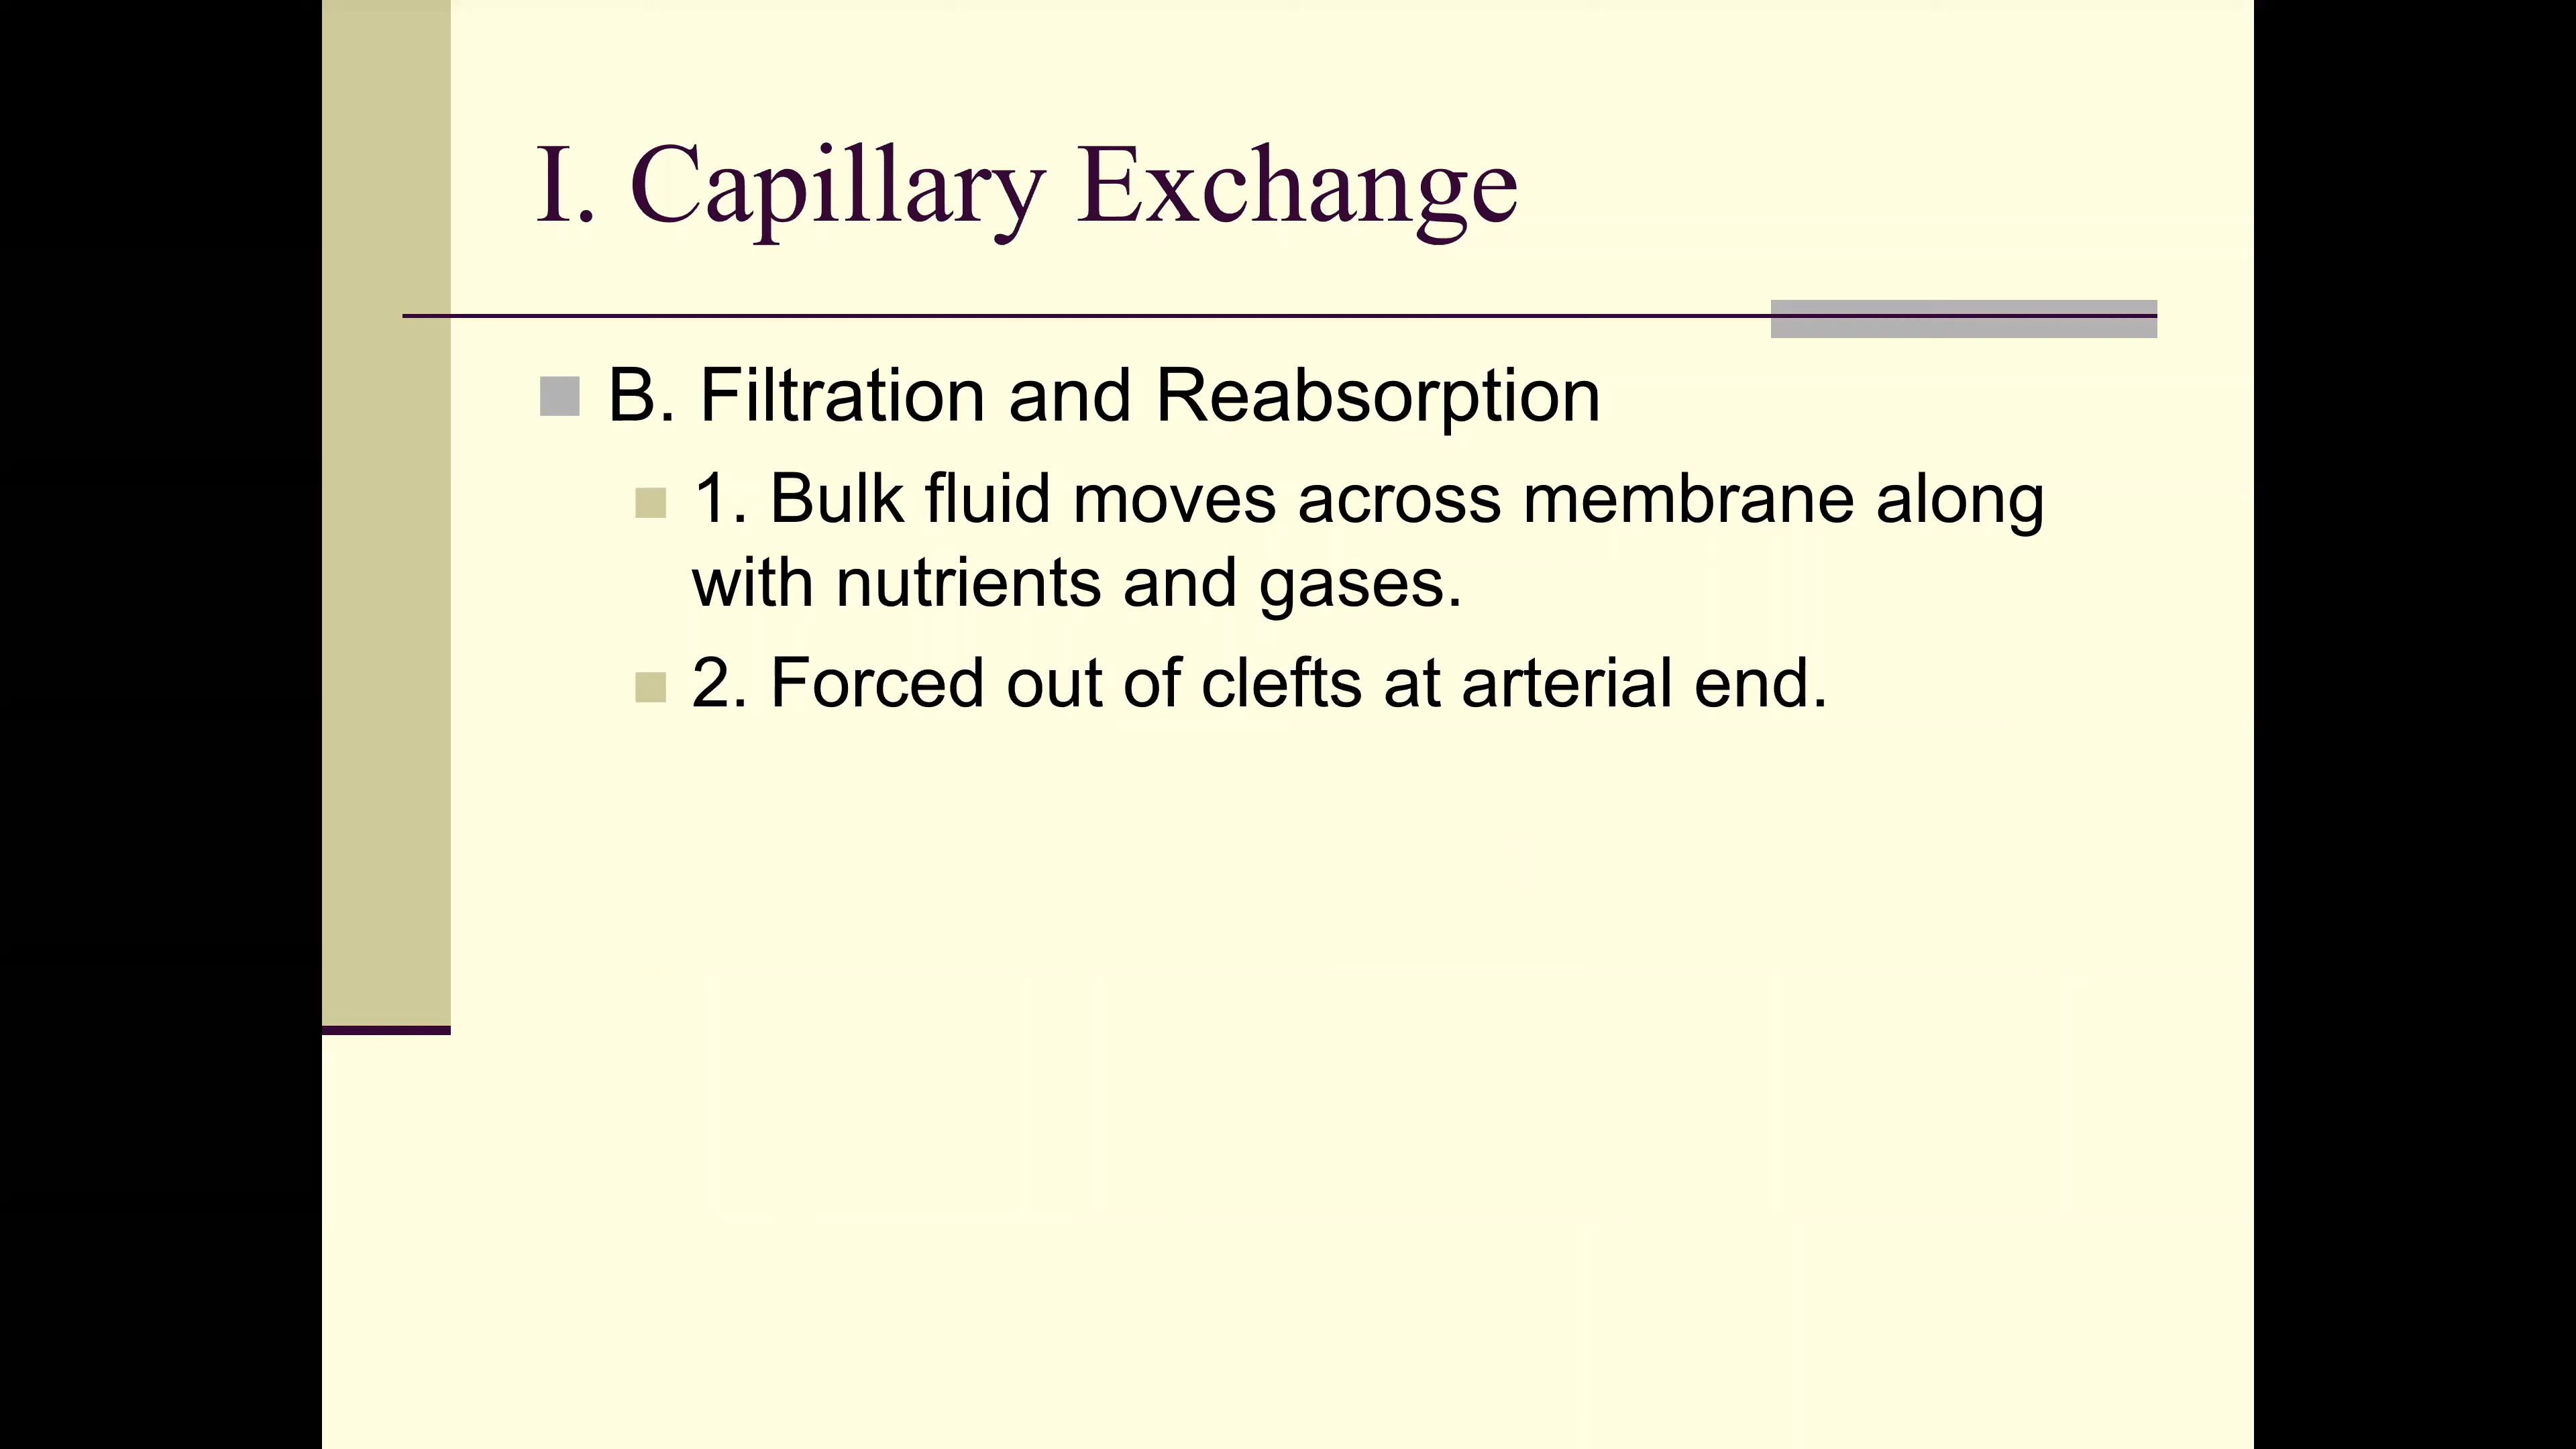 I. Capillary Exchange
B. Filtration and Reabsorption
1. Bulk fluid moves across membrane along
with nutrients and gases.
2. Forced out of clefts at arterial end.